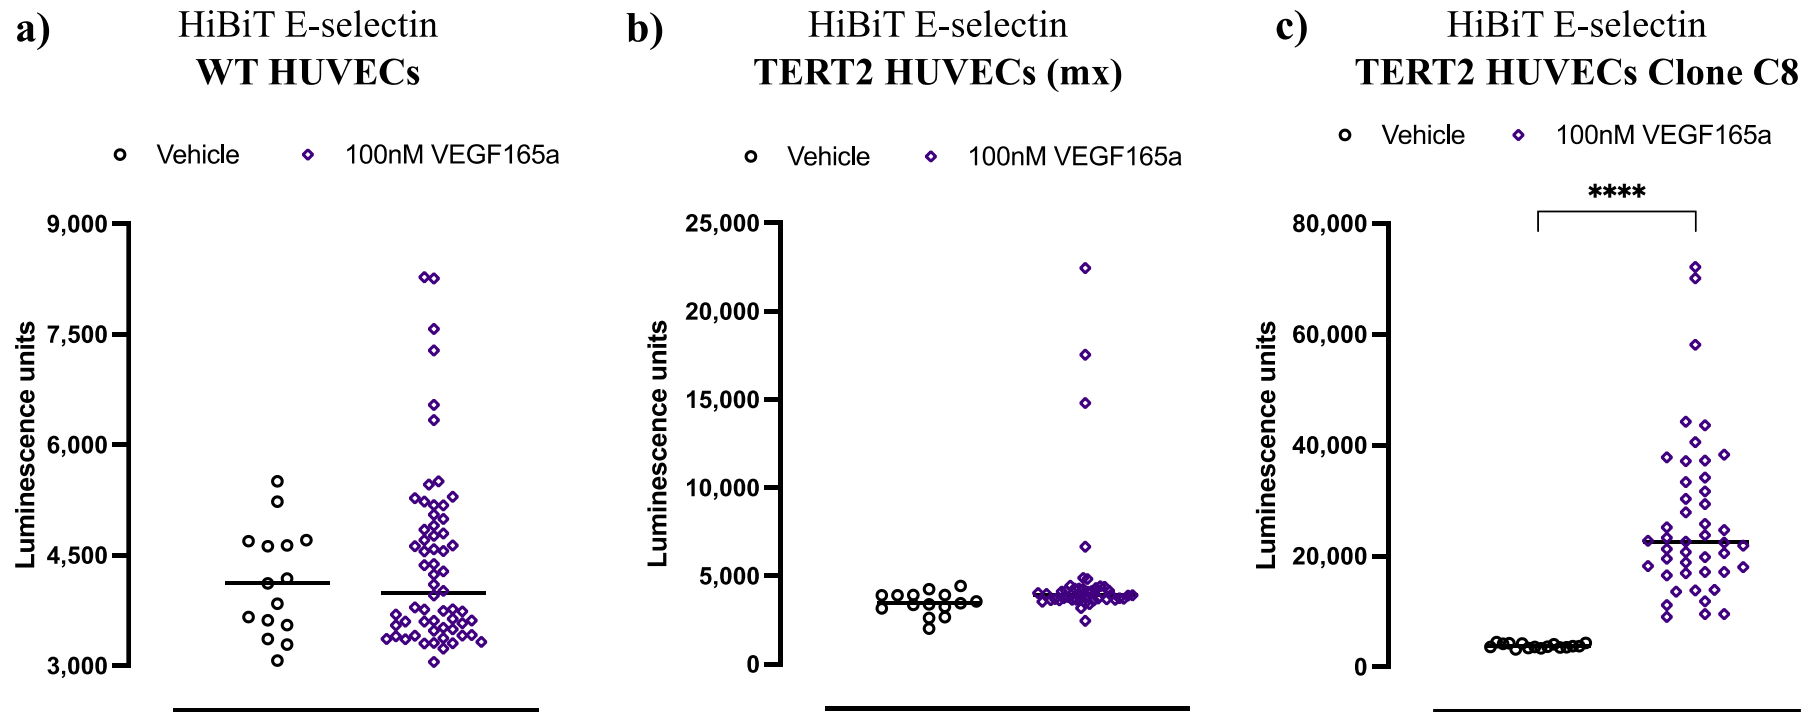 a)
HiBiT E-selectin
WT HUVECs
Vehicle
100nM VEGF165a
Luminescence units
9,000
7,500
6,000
4,500
3,000
b)
HiBiT E-selectin
TERT2 HUVECs (mx)
Vehicle
100nM VEGF165a
Luminescence units
25,000
20,000
15,000
10,000
5,000
0
c)
HiBiT E-selectin
TERT2 HUVECs Clone C8
Vehicle
100nM VEGF165a
****
Luminescence units
80,000
60,000
40,000
20,000
0